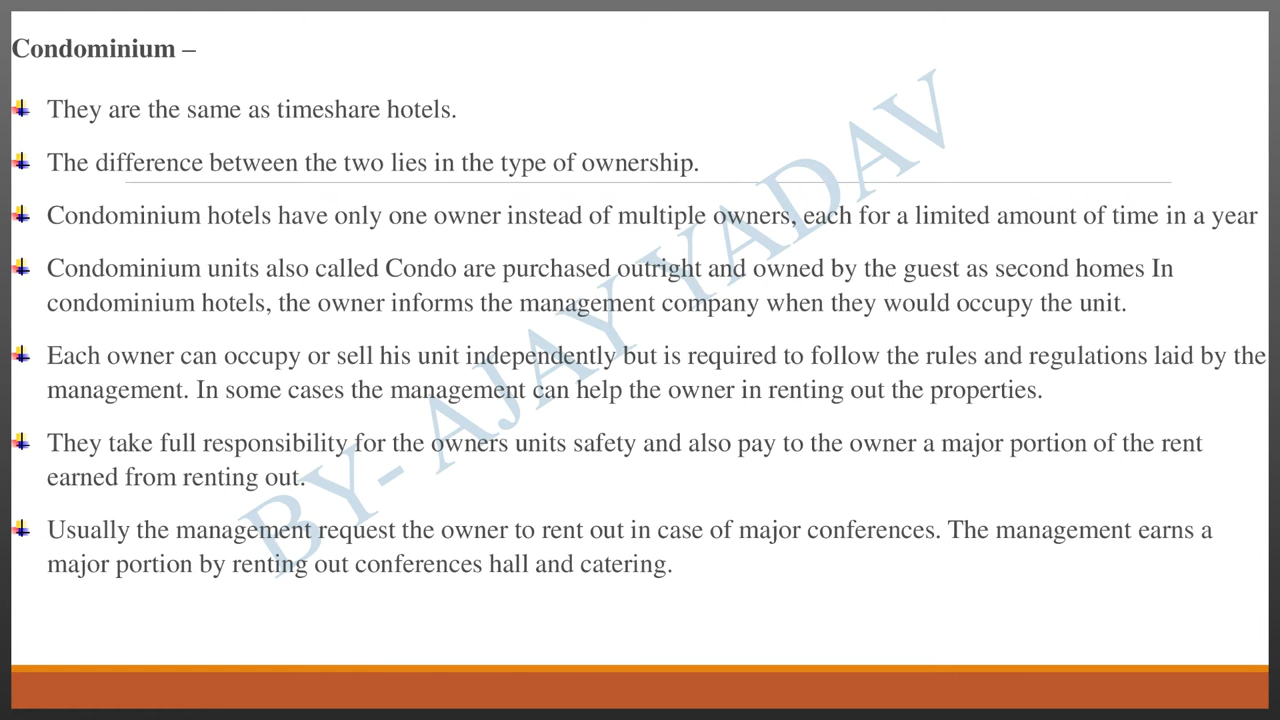 Condominium –
They are the same as timeshare hotels.
The difference between the two lies in the type of ownership.
Condominium hotels have only one owner instead of multiple owners, each for a limited amount of time in a year
Condominium units also called Condo are purchased outright and owned by the guest as second homes In
condominium hotels, the owner informs the management company when they would occupy the unit.
Each owner can occupy or sell his unit independently but is required to follow the rules and regulations laid by the
management. In some cases the management can help the owner in renting out the properties.
They take full responsibility for the owners units safety and also pay to the owner a major portion of the rent
earned from renting out.
Usually the management request the owner to rent out in case of major conferences. The management earns a
major portion by renting out conferences hall and catering.
BY- AJAY YADAV